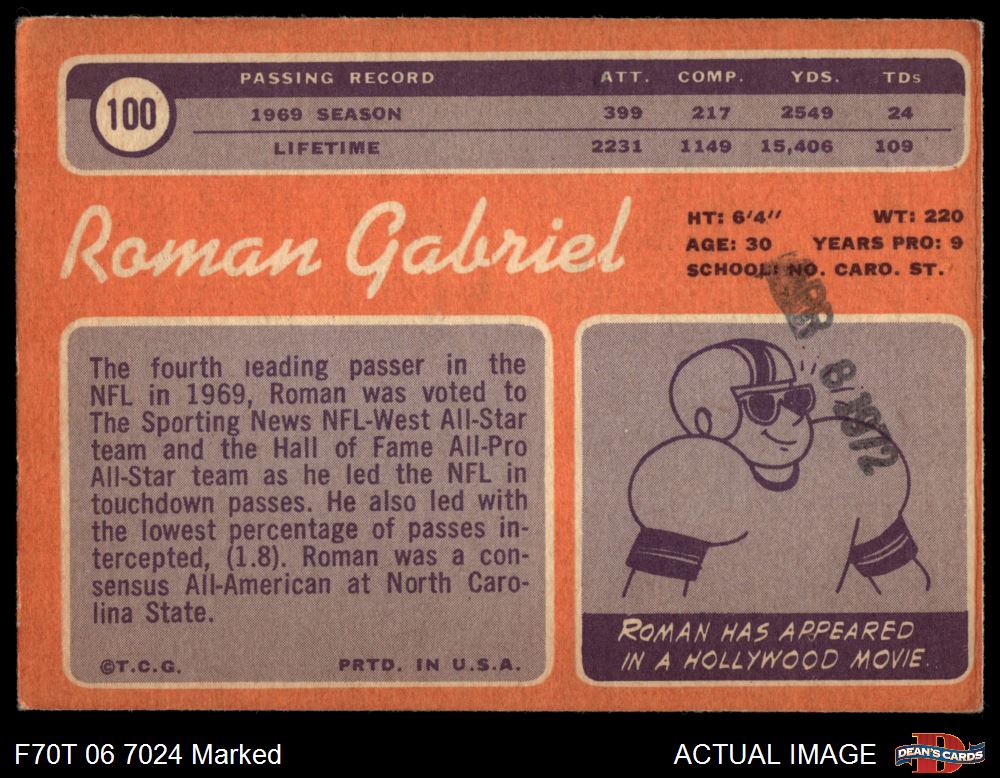 100
PASSING RECORD ATT. COMP. YDS. TDs
1969 SEASON 399 217 2549 24
LIFETIME 2231 1149 15,406 109
Roman Gabriel
HT: 6'4'' WT: 220
AGE: 30 YEARS PRO: 9
SCHOOL: NO. CARO. ST.
APR 8/ 1972
The fourth leading passer in the
NFL in 1969, Roman was voted to
The Sporting News NFL-West All-Star
team and the Hall of Fame All-Pro
All-Star team as he led the NFL in
touchdown passes. He also led with
the lowest percentage of passes in-
tercepted, (1.8). Roman was a con-
sensus All-American at North Caro-
lina State.
©T.C.G. PRTD. IN U.S.A.
ROMAN HAS APPEARED
IN A HOLLYWOOD MOVIE.
F70T 06 7024 Marked
ACTUAL IMAGE
DEAN'S CARDS